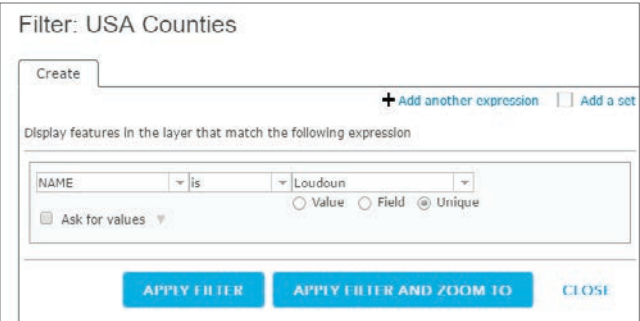 Filter: USA Counties
Create
Add another expression Add a set
Display features in the layer that match the following expression
NAME is Loudoun
Value Field Unique
Ask for values
APPLY FILTER APPLY FILTER AND ZOOM TO CLOSE